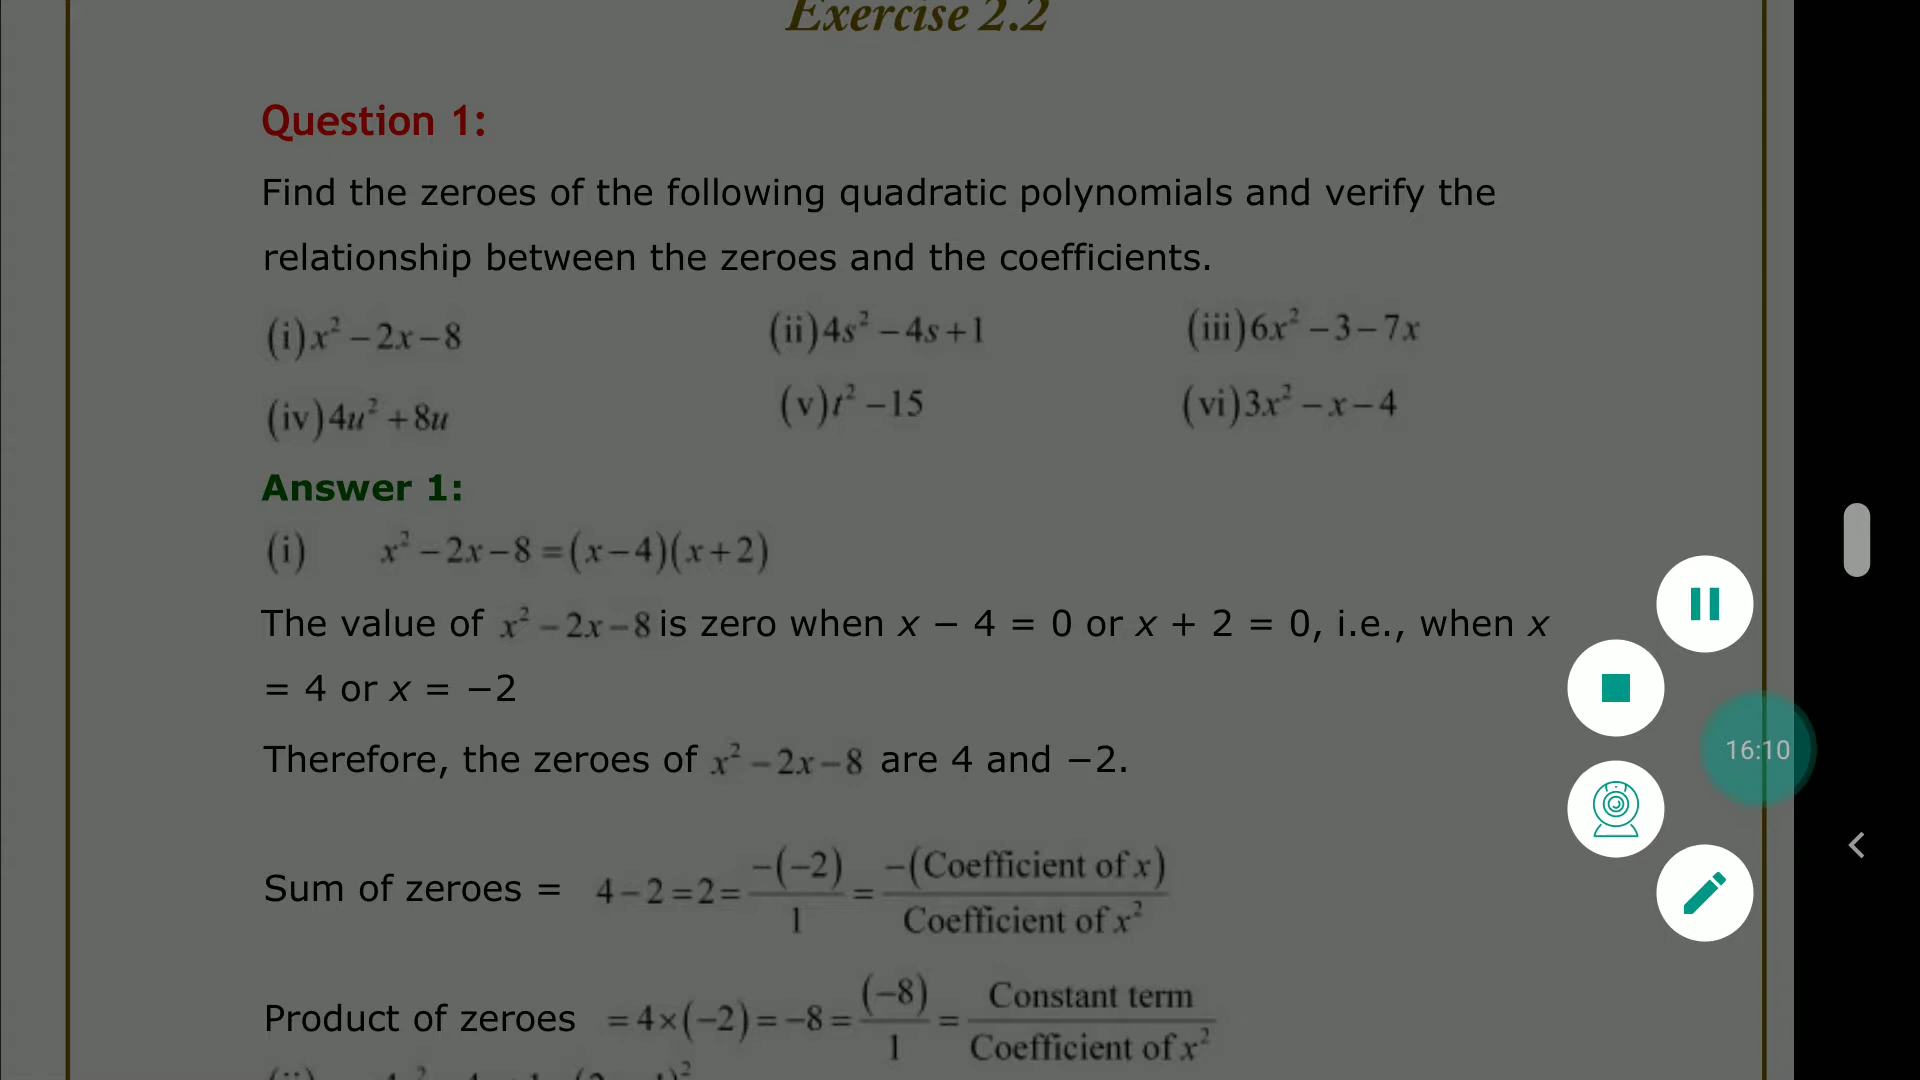 Exercise 2.2
Question 1:
Find the zeroes of the following quadratic polynomials and verify the
relationship between the zeroes and the coefficients.
(i) x² − 2x − 8 (ii) 4s² − 4s + 1 (iii) 6x² − 3 − 7x
(iv) 4u² + 8u (v) t² − 15 (vi) 3x² − x − 4
Answer 1:
(i) x² − 2x − 8 = (x − 4)(x + 2)
The value of x² − 2x − 8 is zero when x − 4 = 0 or x + 2 = 0, i.e., when x
= 4 or x = −2
16:10
Therefore, the zeroes of x² − 2x − 8 are 4 and −2.
Sum of zeroes = 4 − 2 = 2 = −(−2)/1 = −(Coefficient of x)/Coefficient of x²
Product of zeroes = 4 × (−2) = −8 = (−8)/1 = Constant term/Coefficient of x²